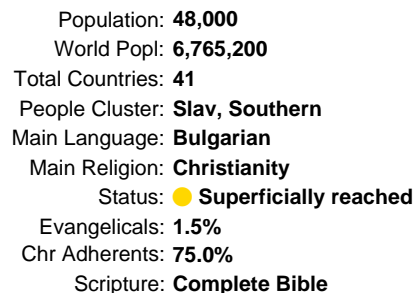 Population: 48,000
World Popl: 6,765,200
Total Countries: 41
People Cluster: Slav, Southern
Main Language: Bulgarian
Main Religion: Christianity
Status: Superficially reached
Evangelicals: 1.5%
Chr Adherents: 75.0%
Scripture: Complete Bible